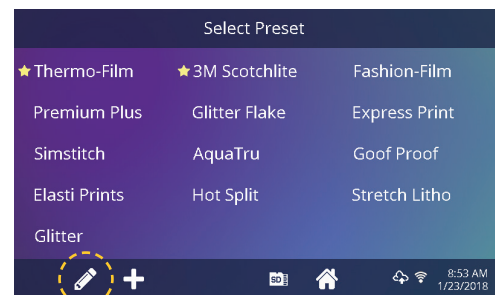 Select Preset
Thermo-Film 3M Scotchlite Fashion-Film
Premium Plus Glitter Flake Express Print
Simstitch AquaTru Goof Proof
Elasti Prints Hot Split Stretch Litho
Glitter
SD 8:53 AM
1/23/2018